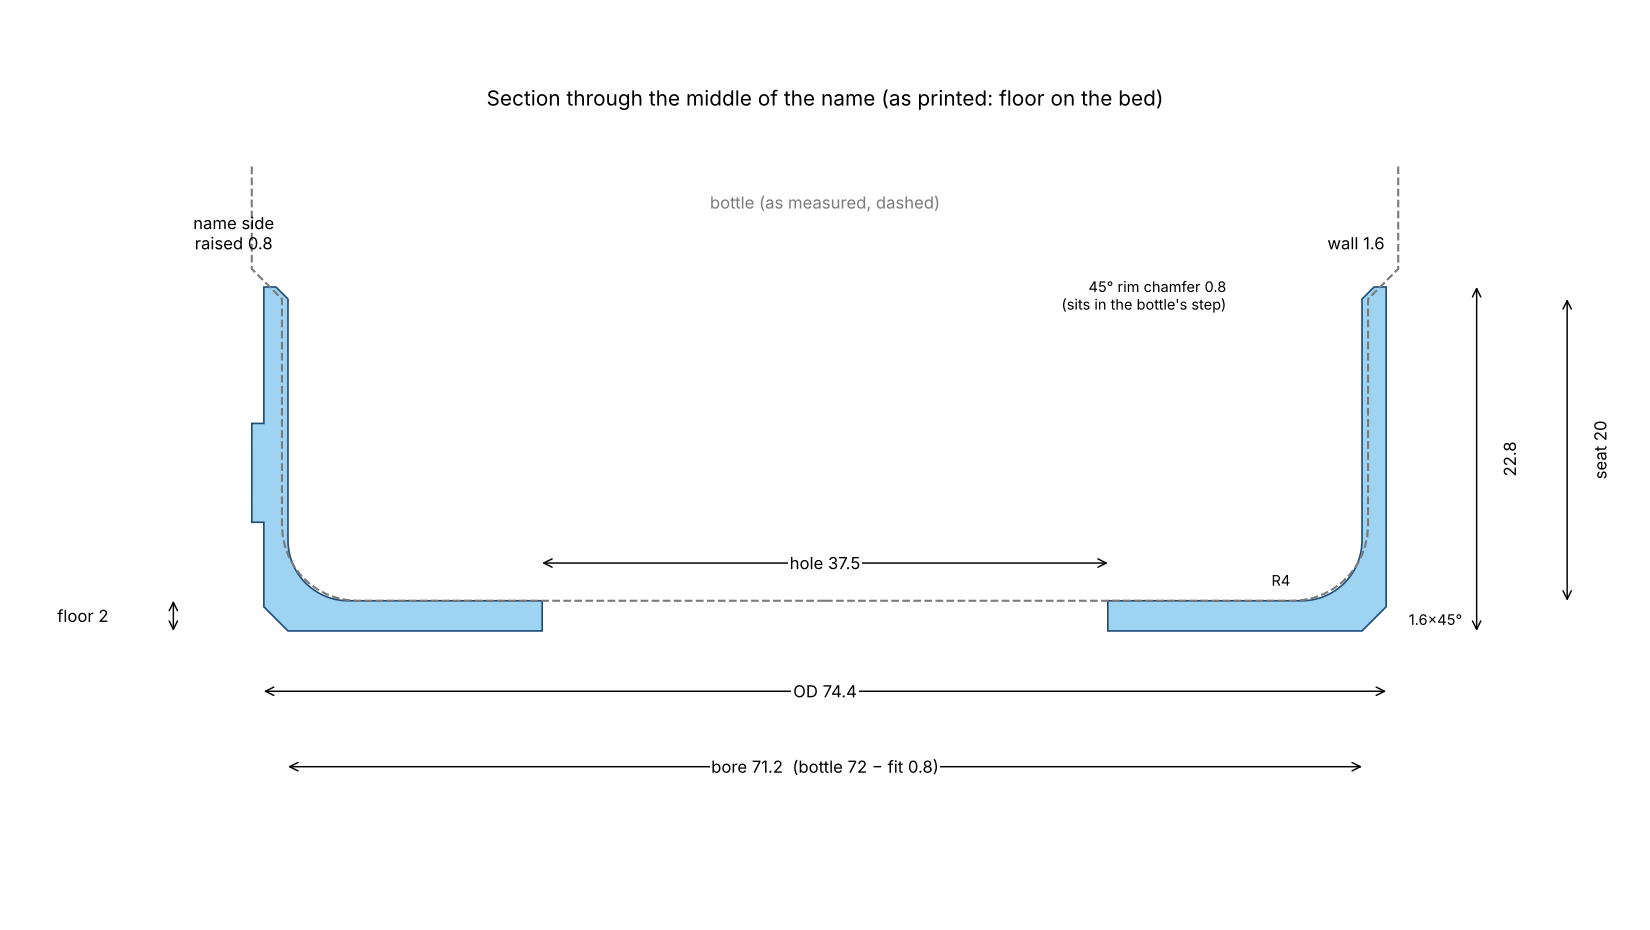 Section through the middle of the name (as printed: floor on the bed)
bottle (as measured, dashed)
name side
raised 0.8
wall 1.6
45° rim chamfer 0.8
(sits in the bottle's step)
22.8
seat 20
hole 37.5
R4
floor 2
1.6×45°
OD 74.4
bore 71.2 (bottle 72 − fit 0.8)